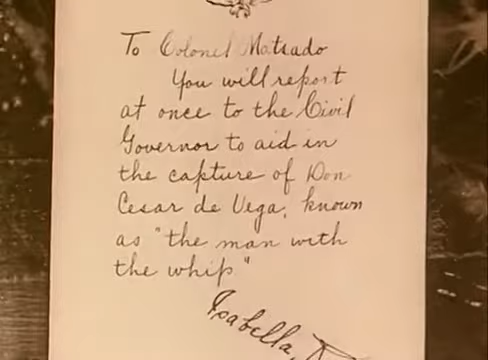 To Colonel Matsado
You will report
at once to the Civil
Governor to aid in
the capture of Don
Cesar de Vega, known
as "the man with
the whip"
Isabella,